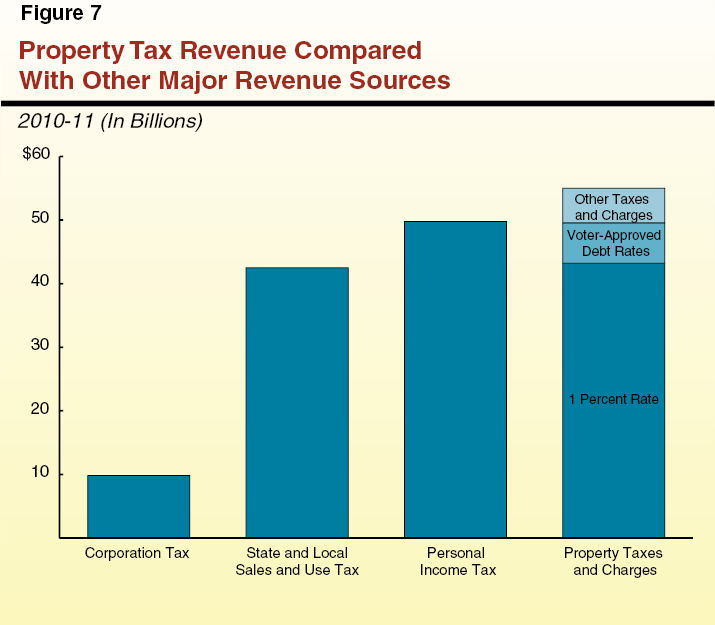 Figure 7
Property Tax Revenue Compared
With Other Major Revenue Sources
2010-11 (In Billions)
$60
50
40
30
20
10
Other Taxes
and Charges
Voter-Approved
Debt Rates
1 Percent Rate
Corporation Tax
State and Local
Sales and Use Tax
Personal
Income Tax
Property Taxes
and Charges